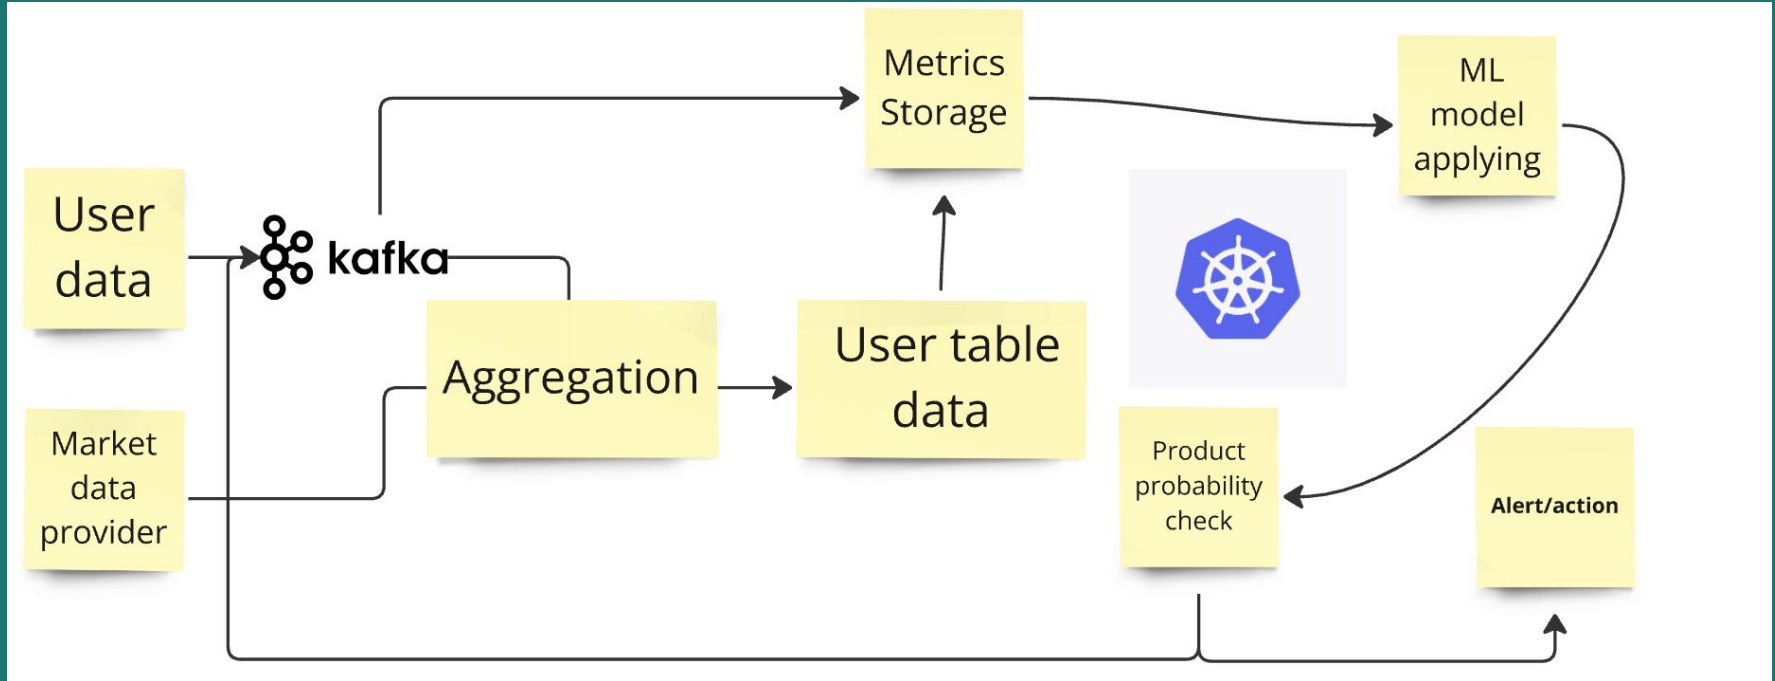 Metrics
Storage
ML
model
applying
User
data
kafka
Aggregation
User table
data
Market
data
provider
Product
probability
check
Alert/action